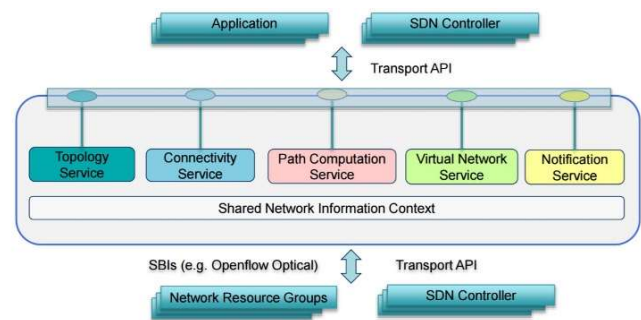 Application
SDN Controller
Transport API
Topology
Service
Connectivity
Service
Path Computation
Service
Virtual Network
Service
Notification
Service
Shared Network Information Context
SBIs (e.g. Openflow Optical)
Transport API
Network Resource Groups
SDN Controller